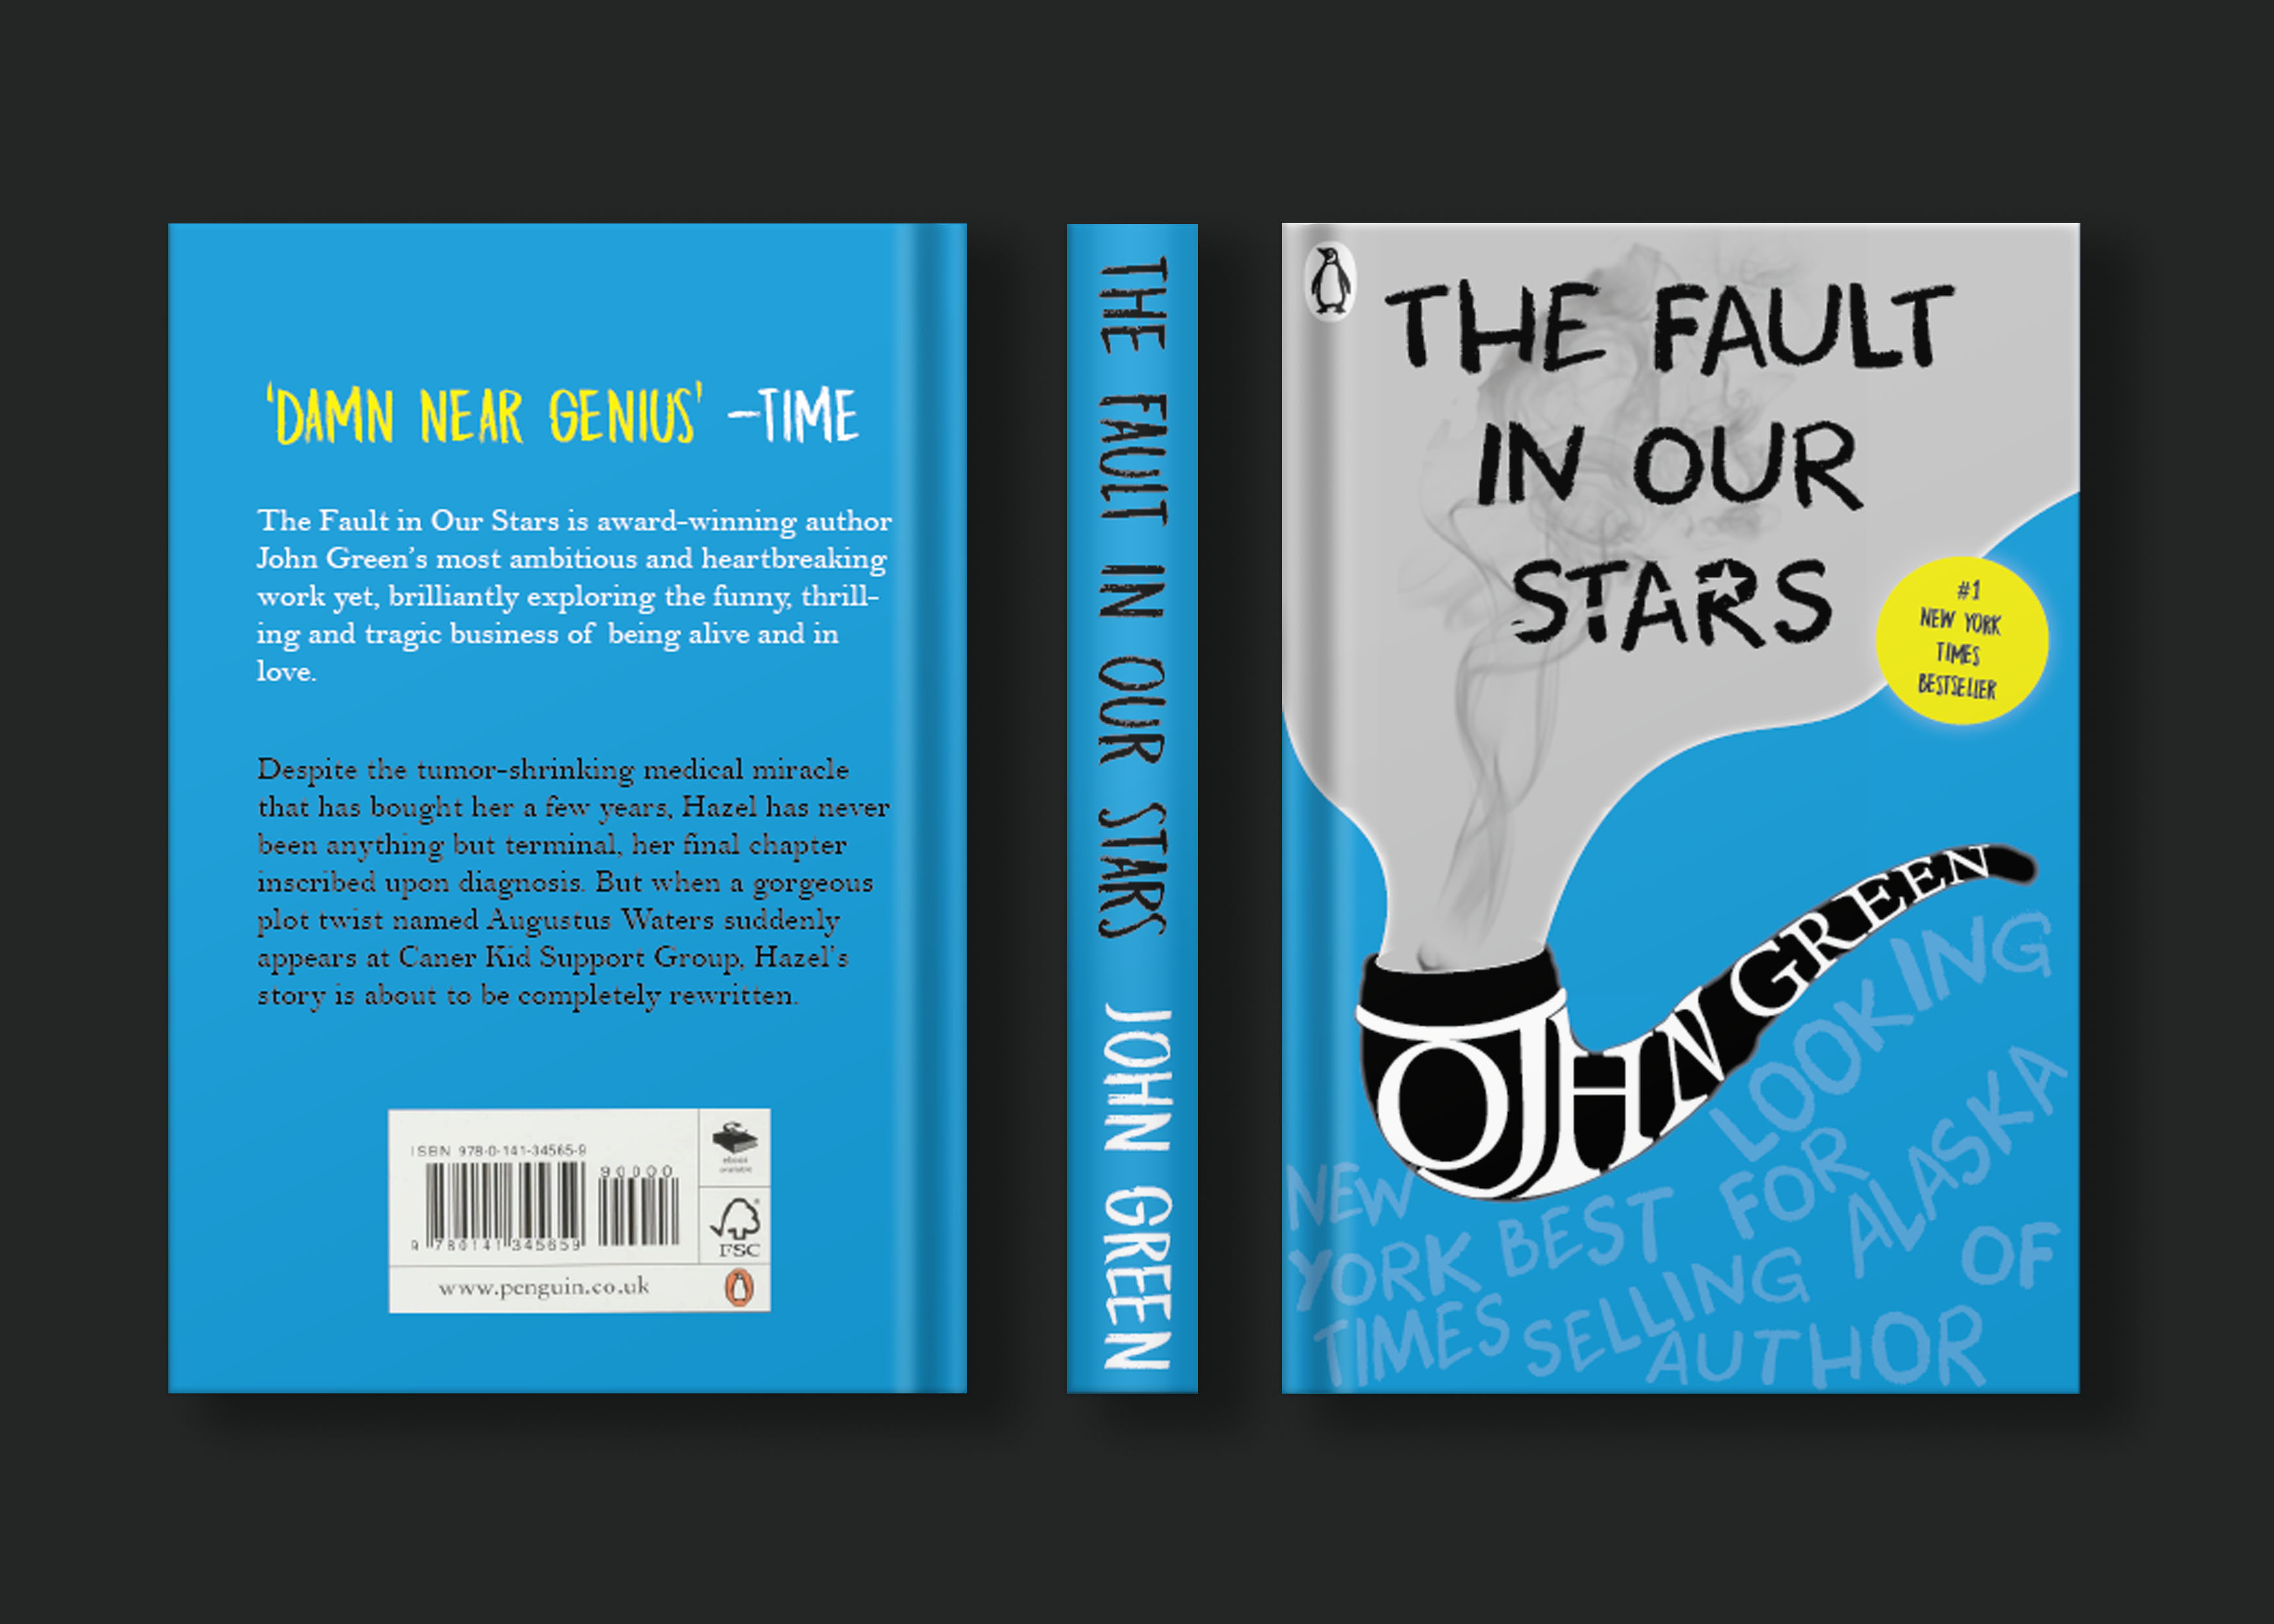 'DAMN NEAR GENIUS' –TIME
The Fault in Our Stars is award-winning author
John Green's most ambitious and heartbreaking
work yet, brilliantly exploring the funny, thrill-
ing and tragic business of being alive and in
love.
Despite the tumor-shrinking medical miracle
that has bought her a few years, Hazel has never
been anything but terminal, her final chapter
inscribed upon diagnosis. But when a gorgeous
plot twist named Augustus Waters suddenly
appears at Caner Kid Support Group, Hazel's
story is about to be completely rewritten.
ISBN 978-0-141-34565-9
90000
9 780141 345659
ebook
available
FSC
www.penguin.co.uk
THE FAULT IN OUR STARS JOHN GREEN
THE FAULT
IN OUR
STARS
#1
NEW YORK
TIMES
BESTSELLER
JOHN GREEN
NEW
YORK
TIMES
BEST
SELLING
AUTHOR
OF
LOOKING
FOR
ALASKA